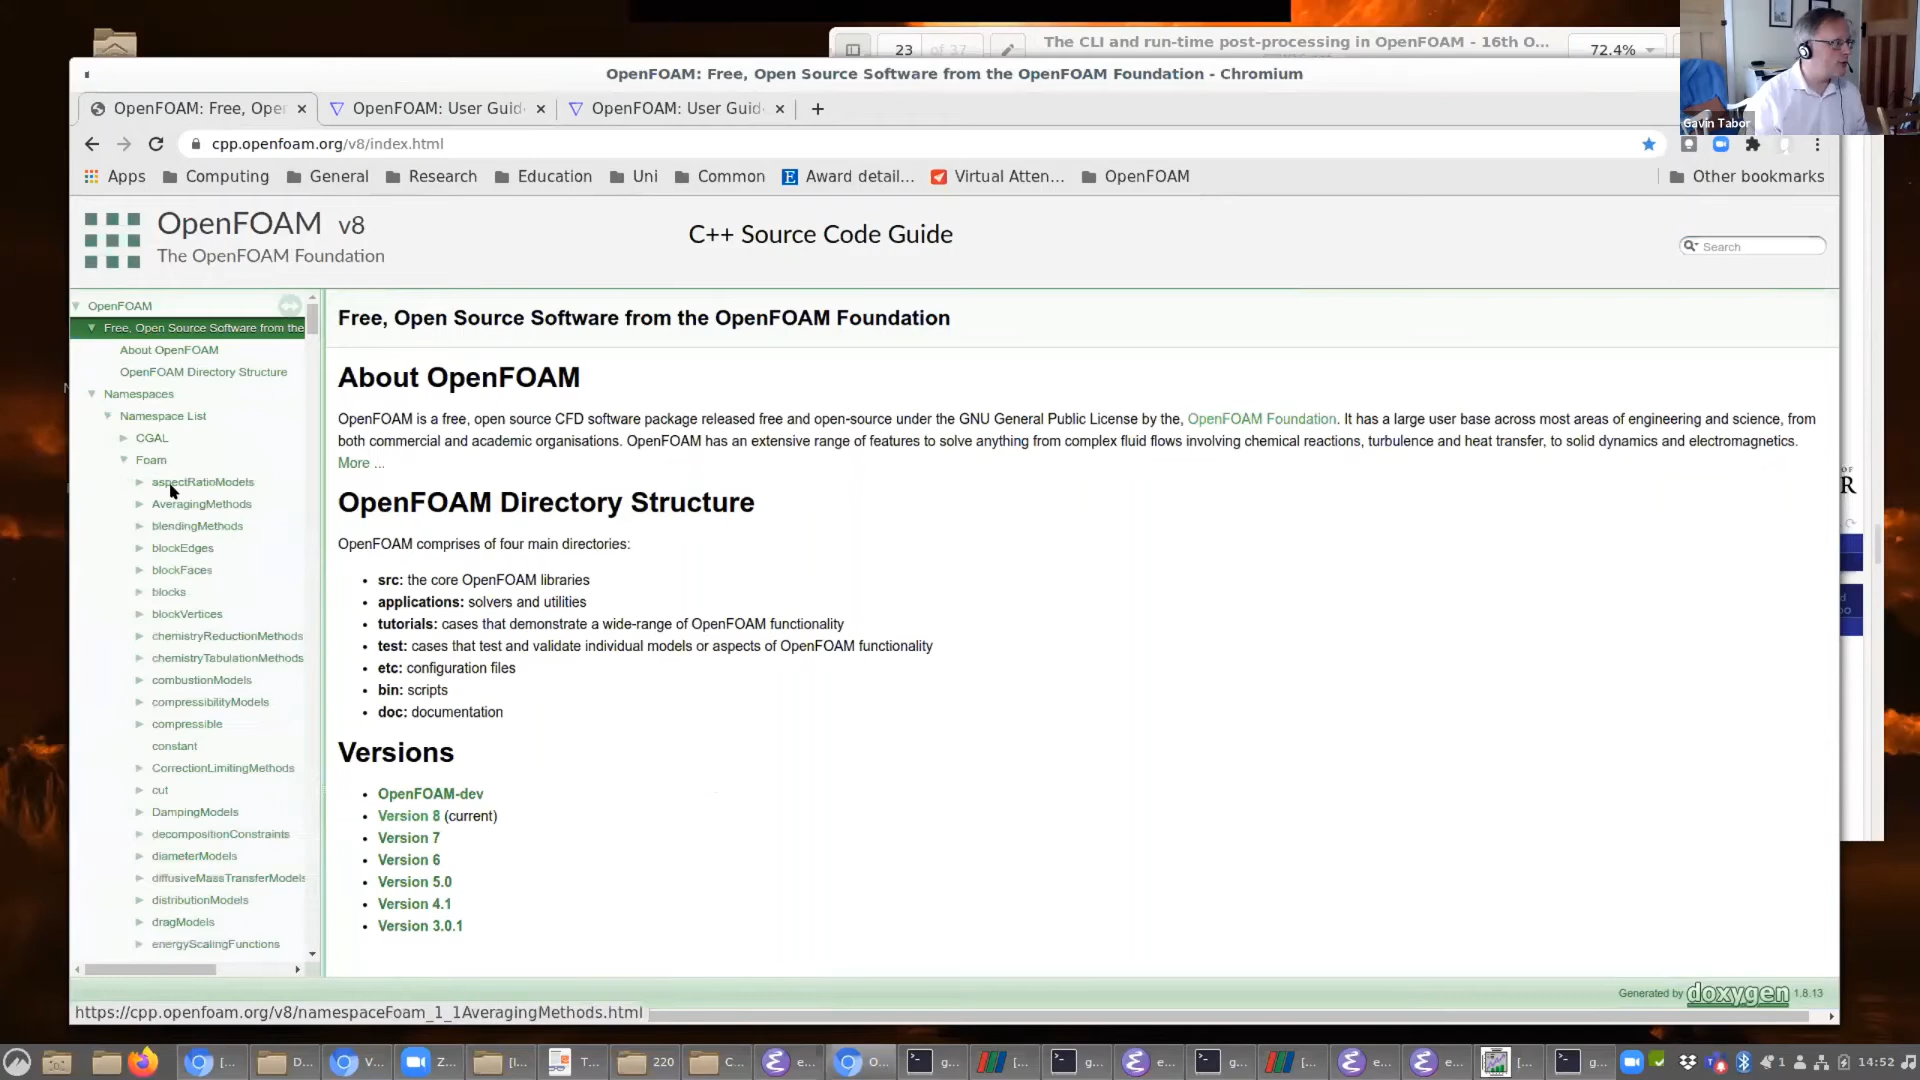 23 of 37
The CLI and run-time post-processing in OpenFOAM - 16th O...
72.4%
Gavin Tabor
OpenFOAM: Free, Open Source Software from the OpenFOAM Foundation - Chromium
OpenFOAM: Free, Open
OpenFOAM: User Guid
OpenFOAM: User Guid
cpp.openfoam.org/v8/index.html
Apps
Computing
General
Research
Education
Uni
Common
Award detail...
Virtual Atten...
OpenFOAM
Other bookmarks
OpenFOAM v8
The OpenFOAM Foundation
C++ Source Code Guide
Search
OpenFOAM
Free, Open Source Software from the
About OpenFOAM
OpenFOAM Directory Structure
Namespaces
Namespace List
CGAL
Foam
aspectRatioModels
AveragingMethods
blendingMethods
blockEdges
blockFaces
blocks
blockVertices
chemistryReductionMethods
chemistryTabulationMethods
combustionModels
compressibilityModels
compressible
constant
CorrectionLimitingMethods
cut
DampingModels
decompositionConstraints
diameterModels
diffusiveMassTransferModels
distributionModels
dragModels
energyScalingFunctions
Free, Open Source Software from the OpenFOAM Foundation
About OpenFOAM
OpenFOAM is a free, open source CFD software package released free and open-source under the GNU General Public License by the, OpenFOAM Foundation. It has a large user base across most areas of engineering and science, from
both commercial and academic organisations. OpenFOAM has an extensive range of features to solve anything from complex fluid flows involving chemical reactions, turbulence and heat transfer, to solid dynamics and electromagnetics.
More ...
OpenFOAM Directory Structure
OpenFOAM comprises of four main directories:
src: the core OpenFOAM libraries
applications: solvers and utilities
tutorials: cases that demonstrate a wide-range of OpenFOAM functionality
test: cases that test and validate individual models or aspects of OpenFOAM functionality
etc: configuration files
bin: scripts
doc: documentation
Versions
OpenFOAM-dev
Version 8 (current)
Version 7
Version 6
Version 5.0
Version 4.1
Version 3.0.1
OF
R
Generated by doxygen 1.8.13
https://cpp.openfoam.org/v8/namespaceFoam_1_1AveragingMethods.html
[...
D...
V...
Z...
[I...
T...
220
C...
e...
O...
g...
[...
g...
e...
g...
[...
e...
e...
[...
g...
1
14:52